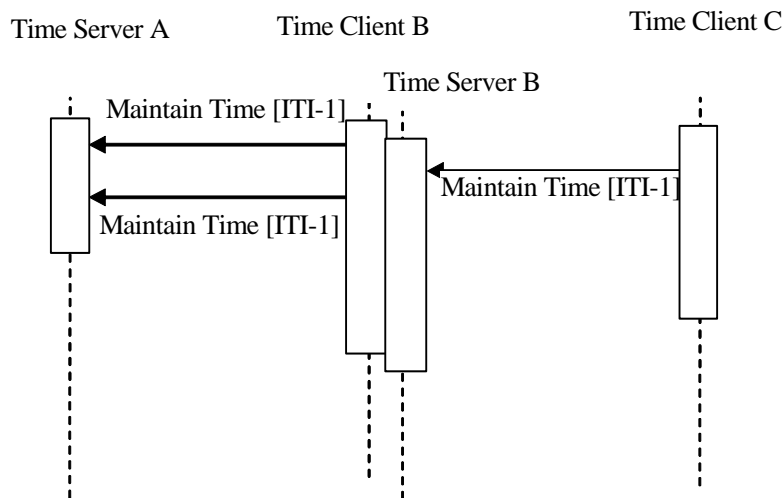 Time Server A
Time Client B
Time Client C
Time Server B
Maintain Time [ITI-1]
Maintain Time [ITI-1]
Maintain Time [ITI-1]